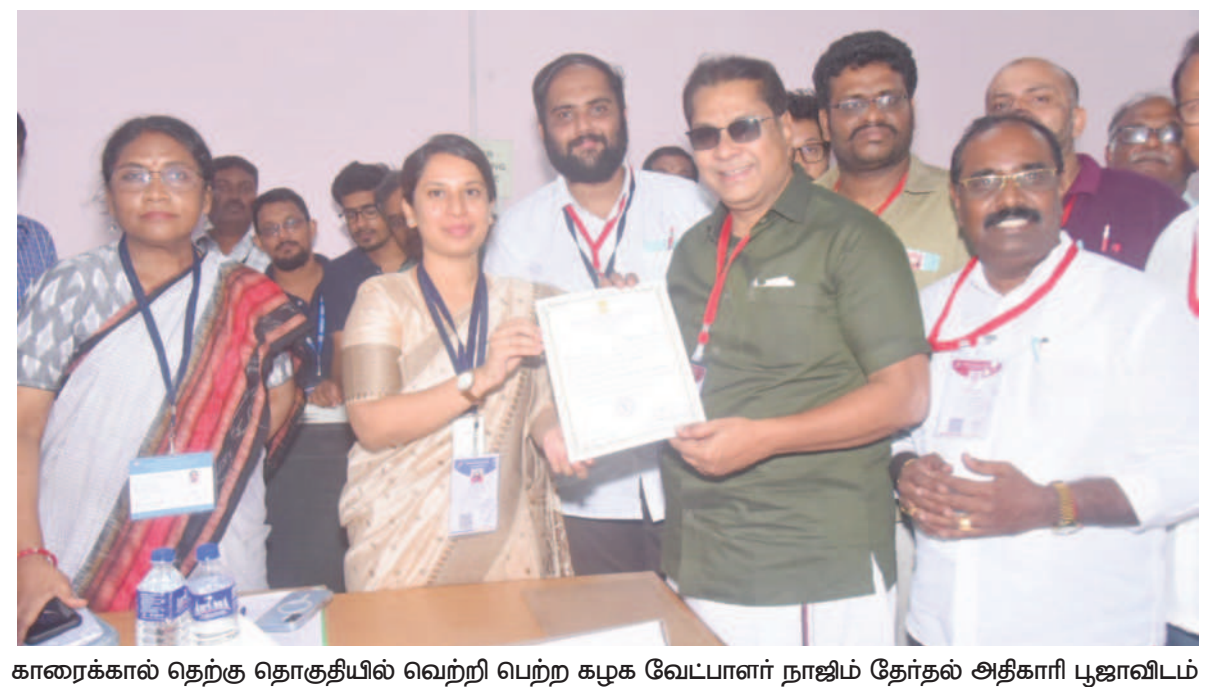 காரைக்கால் தெற்கு தொகுதியில் வெற்றி பெற்ற கழக வேட்பாளர் நாஜிம் தேர்தல் அதிகாரி பூஜாவிடம்